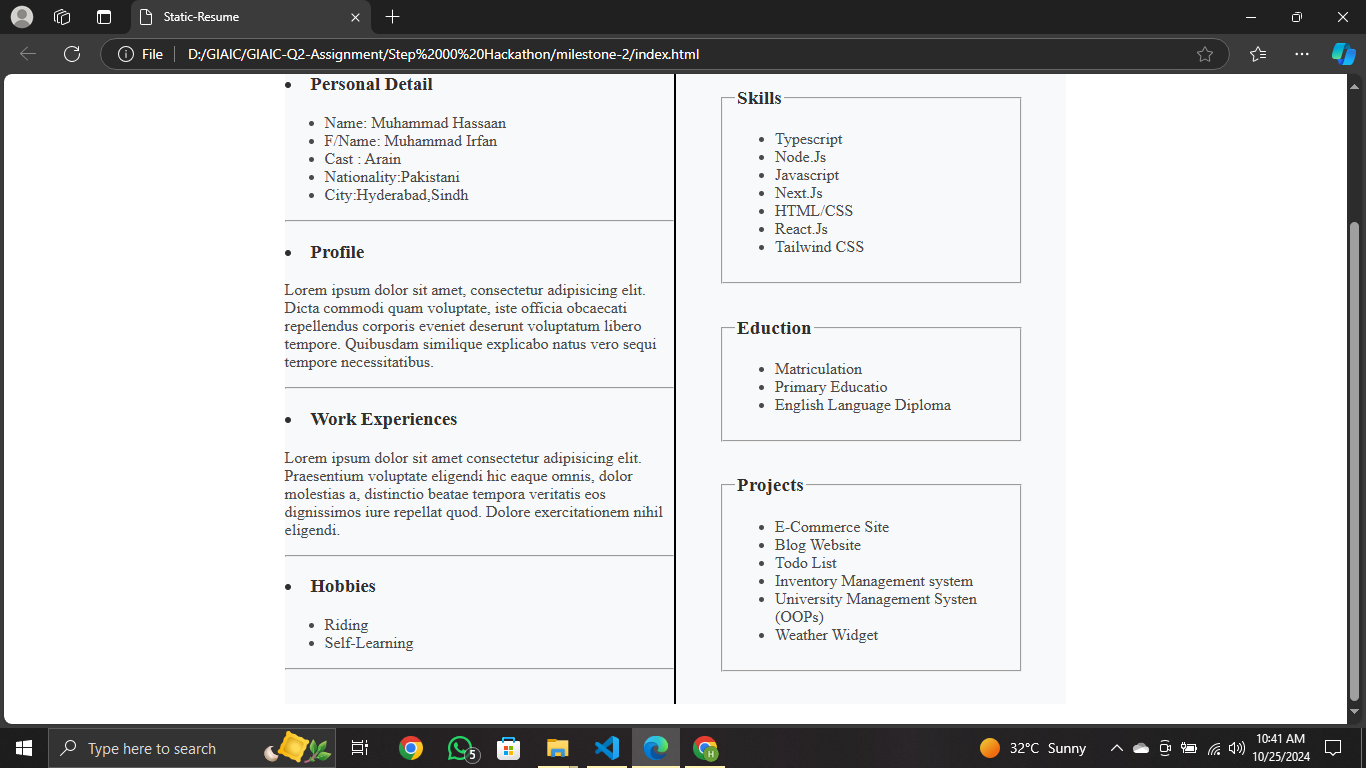 Static-Resume
File
D:/GIAIC/GIAIC-Q2-Assignment/Step%2000%20Hackathon/milestone-2/index.html
Personal Detail
Name: Muhammad Hassaan
F/Name: Muhammad Irfan
Cast : Arain
Nationality:Pakistani
City:Hyderabad,Sindh
Profile
Lorem ipsum dolor sit amet, consectetur adipisicing elit.
Dicta commodi quam voluptate, iste officia obcaecati
repellendus corporis eveniet deserunt voluptatum libero
tempore. Quibusdam similique explicabo natus vero sequi
tempore necessitatibus.
Work Experiences
Lorem ipsum dolor sit amet consectetur adipisicing elit.
Praesentium voluptate eligendi hic eaque omnis, dolor
molestias a, distinctio beatae tempora veritatis eos
dignissimos iure repellat quod. Dolore exercitationem nihil
eligendi.
Hobbies
Riding
Self-Learning
Skills
Typescript
Node.Js
Javascript
Next.Js
HTML/CSS
React.Js
Tailwind CSS
Eduction
Matriculation
Primary Educatio
English Language Diploma
Projects
E-Commerce Site
Blog Website
Todo List
Inventory Management system
University Management Systen
(OOPs)
Weather Widget
Type here to search
5
H
32°C Sunny
10:41 AM
10/25/2024